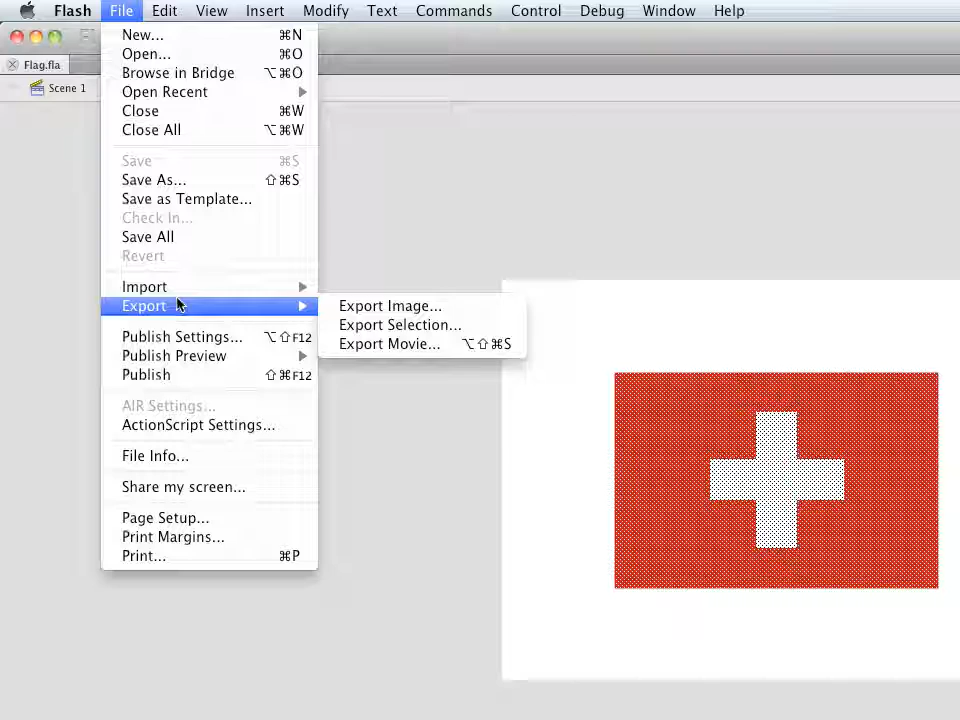 Flash File Edit View Insert Modify Text Commands Control Debug Window Help
Flag.fla
Scene 1
New... ⌘N
Open... ⌘O
Browse in Bridge ⌥⌘O
Open Recent
Close ⌘W
Close All ⌥⌘W
Save ⌘S
Save As... ⇧⌘S
Save as Template...
Check In...
Save All
Revert
Import
Export
Publish Settings... ⌥⇧F12
Publish Preview
Publish ⇧⌘F12
AIR Settings...
ActionScript Settings...
File Info...
Share my screen...
Page Setup...
Print Margins...
Print... ⌘P
Export Image...
Export Selection...
Export Movie... ⌥⇧⌘S